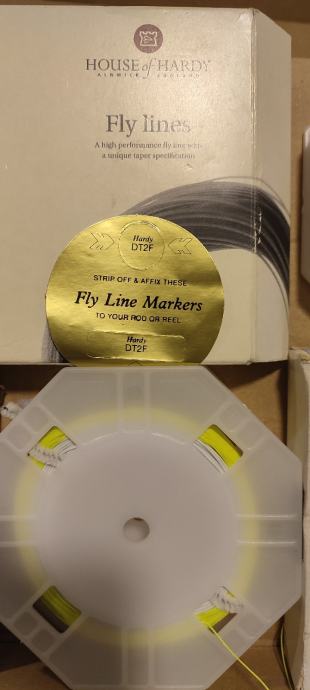 HOUSE of HARDY
ALNWICK ENGLAND
Fly lines
A high performance fly line with
a unique taper specification
Hardy
DT2F
STRIP OFF & AFFIX THESE
Fly Line Markers
TO YOUR ROD OR REEL
Hardy
DT2F